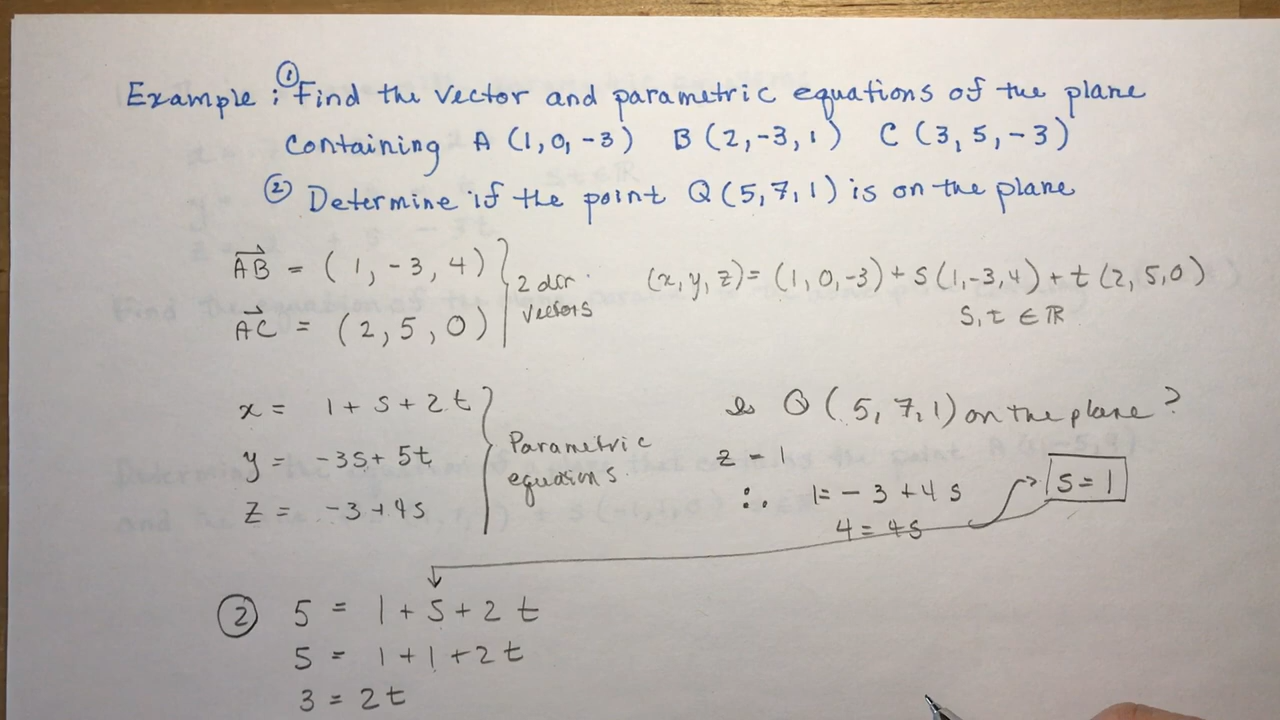 Example : ① Find the vector and parametric equations of the plane
containing A (1, 0, -3) B (2, -3, 1) C (3, 5, -3)
② Determine if the point Q (5, 7, 1) is on the plane
AB = ( 1, -3, 4)
AC = ( 2, 5, 0)
2 dir vectors
(x, y, z) = (1, 0, -3) + s (1, -3, 4) + t (2, 5, 0)
s, t ∈ ℝ
x = 1 + s + 2t
y = -3s + 5t
z = -3 + 4s
Parametric
equations
Is Q ( 5, 7, 1) on the plane ?
z = 1
∴ 1 = - 3 + 4 s
4 = 4s
s = 1
② 5 = 1 + s + 2 t
5 = 1 + 1 + 2 t
3 = 2 t